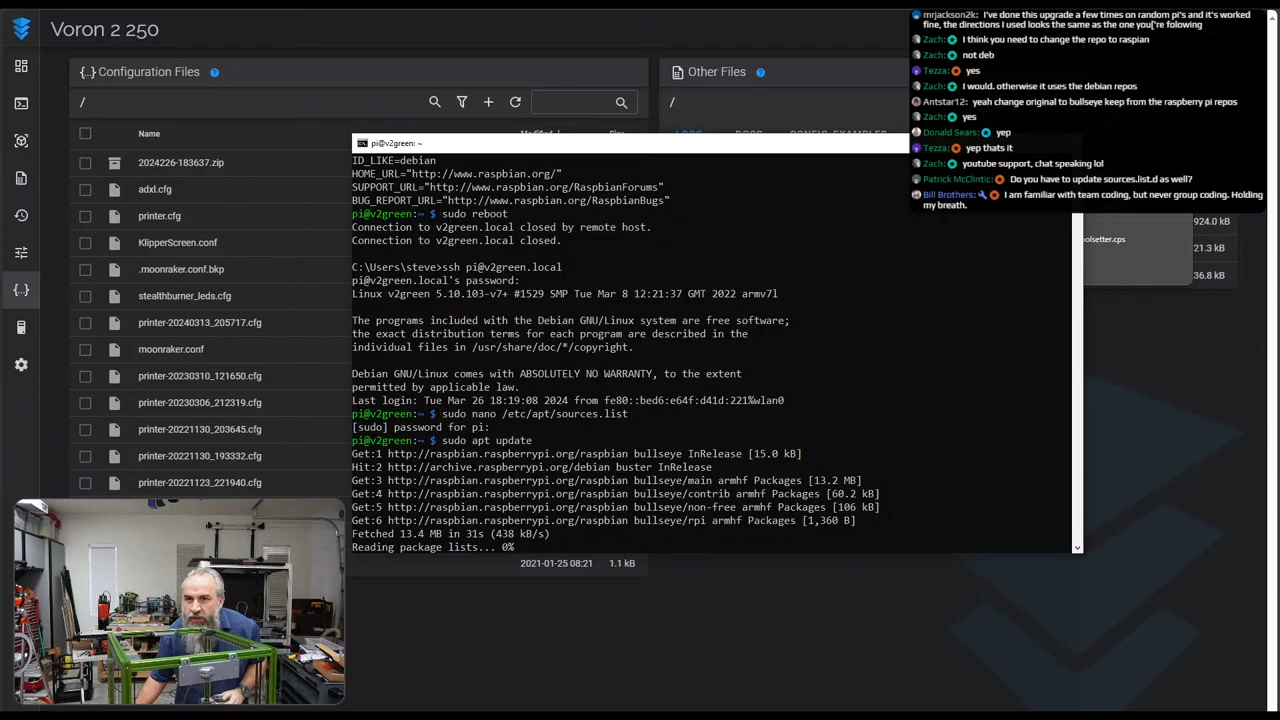 Voron 2 250
{..} Configuration Files ?
Other Files ?
/
/
Name
Modified
Size
2024226-183637.zip
adxl.cfg
printer.cfg
KlipperScreen.conf
.moonraker.conf.bkp
stealthburner_leds.cfg
printer-20240313_205717.cfg
moonraker.conf
printer-20230310_121650.cfg
printer-20230306_212319.cfg
printer-20221130_203645.cfg
printer-20221130_193332.cfg
printer-20221123_221940.cfg
2021-01-25 08:21 1.1 kB
LOGS DOCS CONFIG_EXAMPLES
924.0 kB
21.3 kB
36.8 kB
olsetter.cps
pi@v2green: ~
ID_LIKE=debian
HOME_URL="http://www.raspbian.org/"
SUPPORT_URL="http://www.raspbian.org/RaspbianForums"
BUG_REPORT_URL="http://www.raspbian.org/RaspbianBugs"
pi@v2green:~ $ sudo reboot
Connection to v2green.local closed by remote host.
Connection to v2green.local closed.
C:\Users\steve>ssh pi@v2green.local
pi@v2green.local's password:
Linux v2green 5.10.103-v7+ #1529 SMP Tue Mar 8 12:21:37 GMT 2022 armv7l
The programs included with the Debian GNU/Linux system are free software;
the exact distribution terms for each program are described in the
individual files in /usr/share/doc/*/copyright.
Debian GNU/Linux comes with ABSOLUTELY NO WARRANTY, to the extent
permitted by applicable law.
Last login: Tue Mar 26 18:19:08 2024 from fe80::bed6:e64f:d41d:221%wlan0
pi@v2green:~ $ sudo nano /etc/apt/sources.list
[sudo] password for pi:
pi@v2green:~ $ sudo apt update
Get:1 http://raspbian.raspberrypi.org/raspbian bullseye InRelease [15.0 kB]
Hit:2 http://archive.raspberrypi.org/debian buster InRelease
Get:3 http://raspbian.raspberrypi.org/raspbian bullseye/main armhf Packages [13.2 MB]
Get:4 http://raspbian.raspberrypi.org/raspbian bullseye/contrib armhf Packages [60.2 kB]
Get:5 http://raspbian.raspberrypi.org/raspbian bullseye/non-free armhf Packages [106 kB]
Get:6 http://raspbian.raspberrypi.org/raspbian bullseye/rpi armhf Packages [1,360 B]
Fetched 13.4 MB in 31s (438 kB/s)
Reading package lists... 0%
mrjackson2k: I've done this upgrade a few times on random pi's and it's worked
fine, the directions I used looks the same as the one you['re folowing
Zach: I think you need to change the repo to raspian
Zach: not deb
Tezza: yes
Zach: I would. otherwise it uses the debian repos
Antstar12: yeah change original to bullseye keep from the raspberry pi repos
Zach: yes
Donald Sears: yep
Tezza: yep thats it
Zach: youtube support, chat speaking lol
Patrick McClintic: Do you have to update sources.list.d as well?
Bill Brothers: I am familiar with team coding, but never group coding. Holding
my breath.